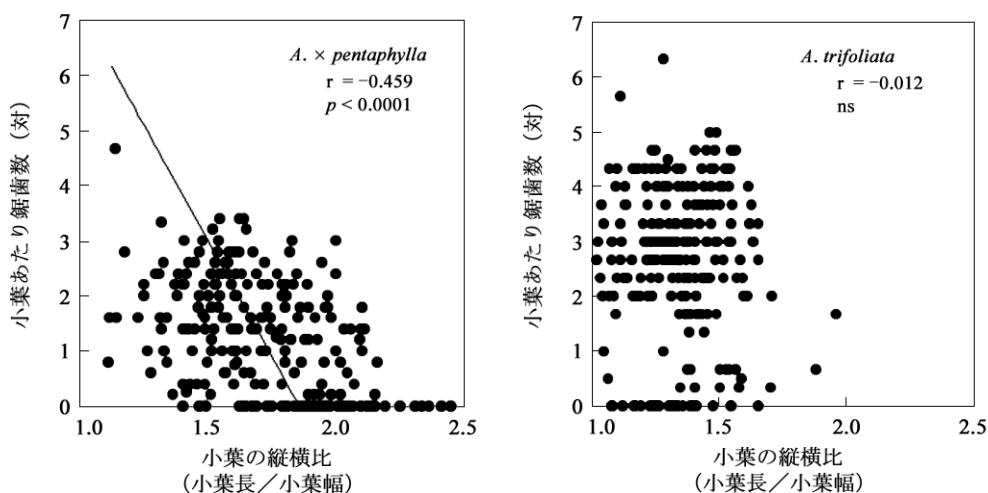 7
6
5
4
3
2
1
0
小葉あたり鋸歯数（対）
A. × pentaphylla
r = −0.459
p < 0.0001
1.0
1.5
2.0
2.5
小葉の縦横比
（小葉長／小葉幅）
7
6
5
4
3
2
1
0
小葉あたり鋸歯数（対）
A. trifoliata
r = −0.012
ns
1.0
1.5
2.0
2.5
小葉の縦横比
（小葉長／小葉幅）